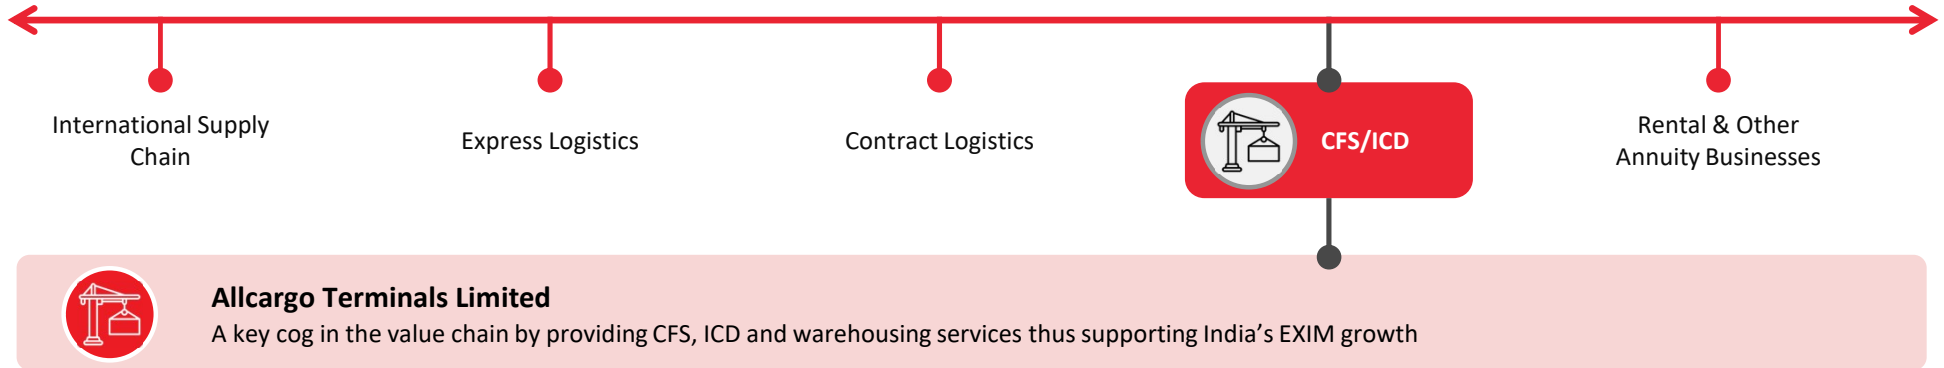 International Supply
Chain
Express Logistics
Contract Logistics
CFS/ICD
Rental & Other
Annuity Businesses
Allcargo Terminals Limited
A key cog in the value chain by providing CFS, ICD and warehousing services thus supporting India’s EXIM growth